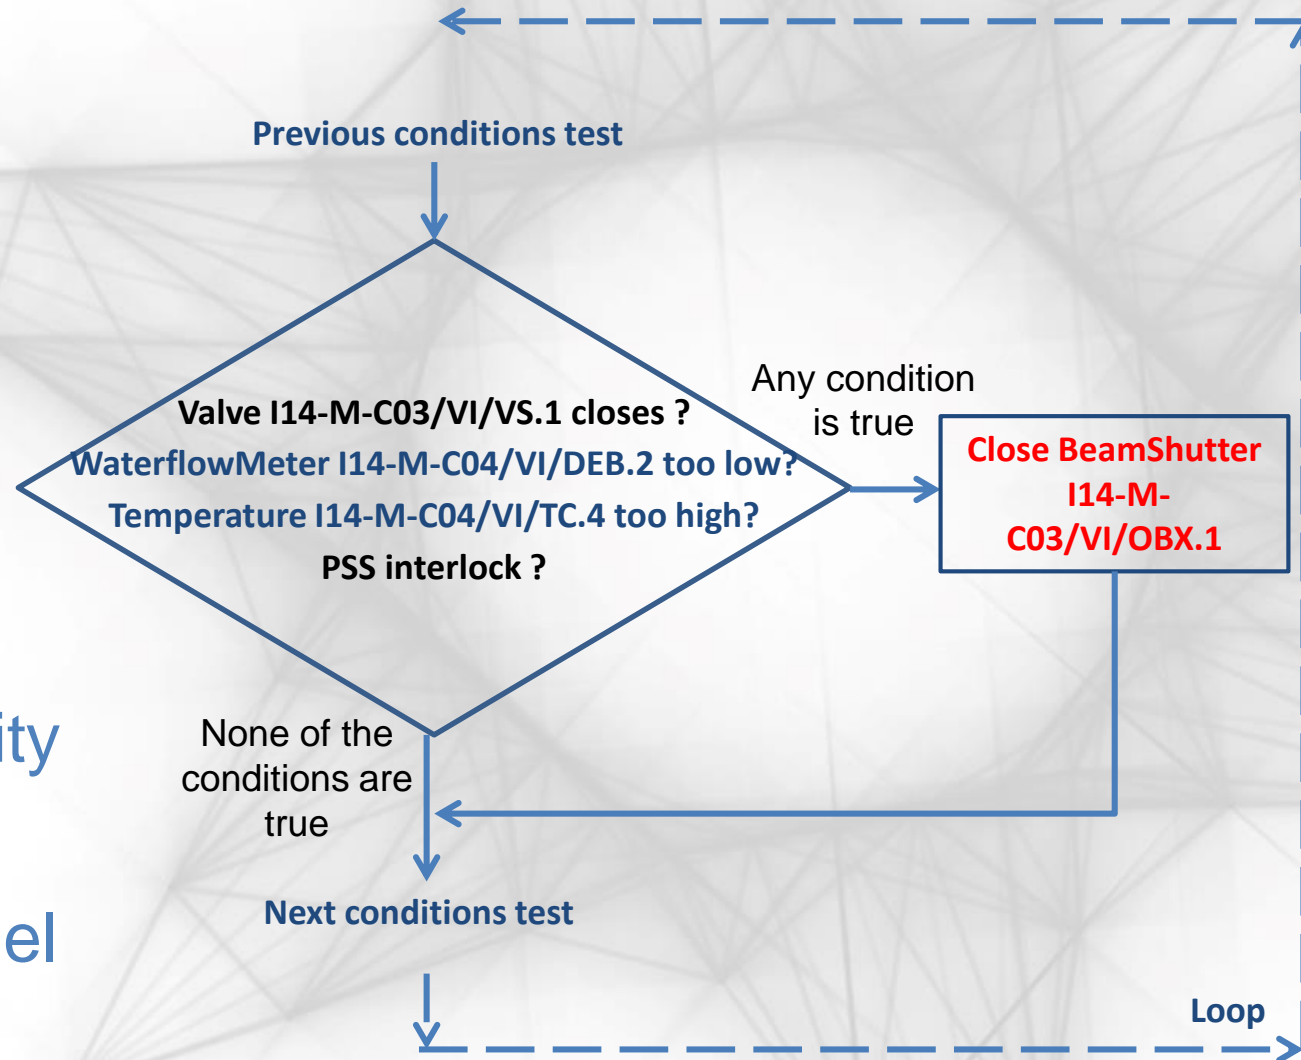 Previous conditions test
Any condition
is true
Valve I14-M-C03/VI/VS.1 closes ?
WaterflowMeter I14-M-C04/VI/DEB.2 too low?
Temperature I14-M-C04/VI/TC.4 too high?
PSS interlock ?
Close BeamShutter
I14-M-
C03/VI/OBX.1
ity
None of the
conditions are
true
Next conditions test
el
Loop